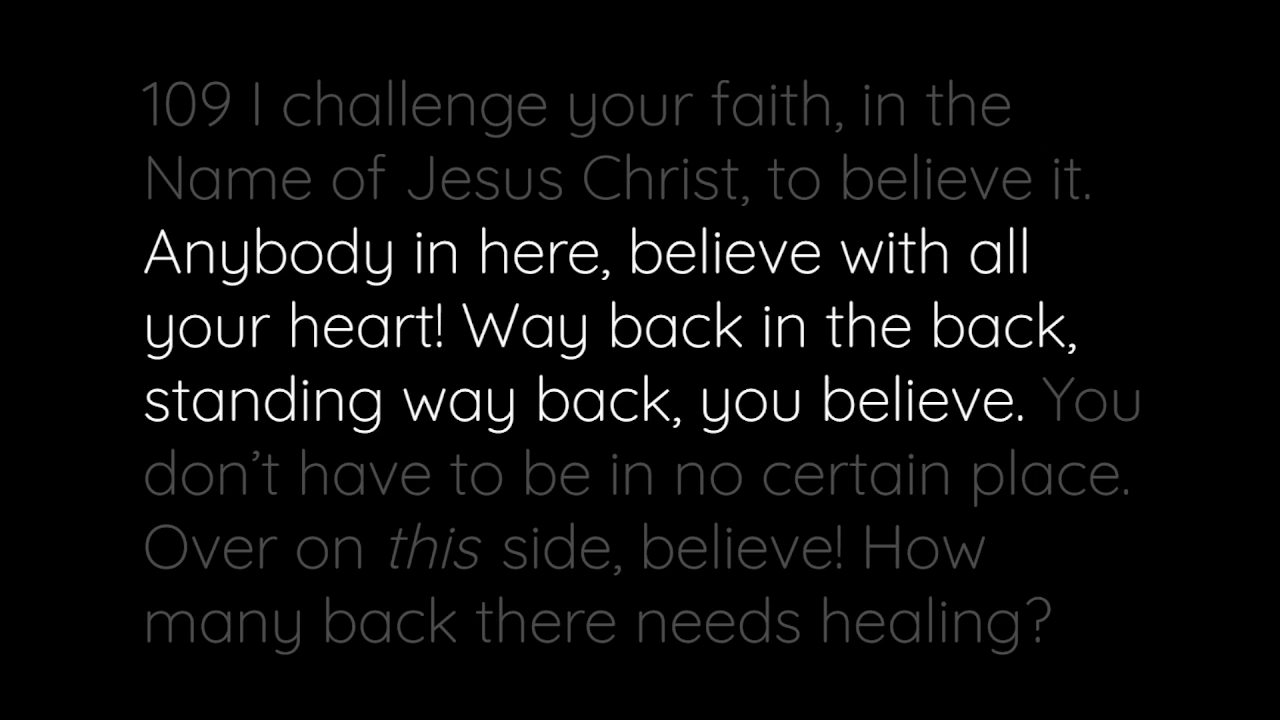 109 I challenge your faith, in the
Name of Jesus Christ, to believe it.
Anybody in here, believe with all
your heart! Way back in the back,
standing way back, you believe. You
don’t have to be in no certain place.
Over on this side, believe! How
many back there needs healing?